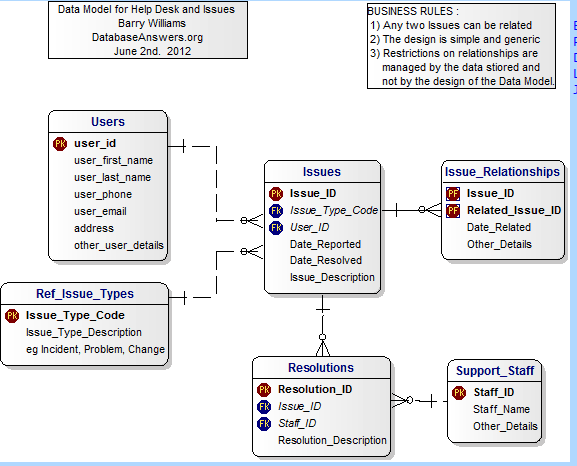 Data Model for Help Desk and Issues
Barry Williams
DatabaseAnswers.org
June 2nd. 2012
BUSINESS RULES :
1) Any two Issues can be related
2) The design is simple and generic
3) Restrictions on relationships are
managed by the data stiored and
not by the design of the Data Model.
Users
PK user_id
user_first_name
user_last_name
user_phone
user_email
address
other_user_details
Issues
PK Issue_ID
FK Issue_Type_Code
FK User_ID
Date_Reported
Date_Resolved
Issue_Description
Issue_Relationships
PF Issue_ID
PF Related_Issue_ID
Date_Related
Other_Details
Ref_Issue_Types
PK Issue_Type_Code
Issue_Type_Description
eg Incident, Problem, Change
Resolutions
PK Resolution_ID
FK Issue_ID
FK Staff_ID
Resolution_Description
Support_Staff
PK Staff_ID
Staff_Name
Other_Details